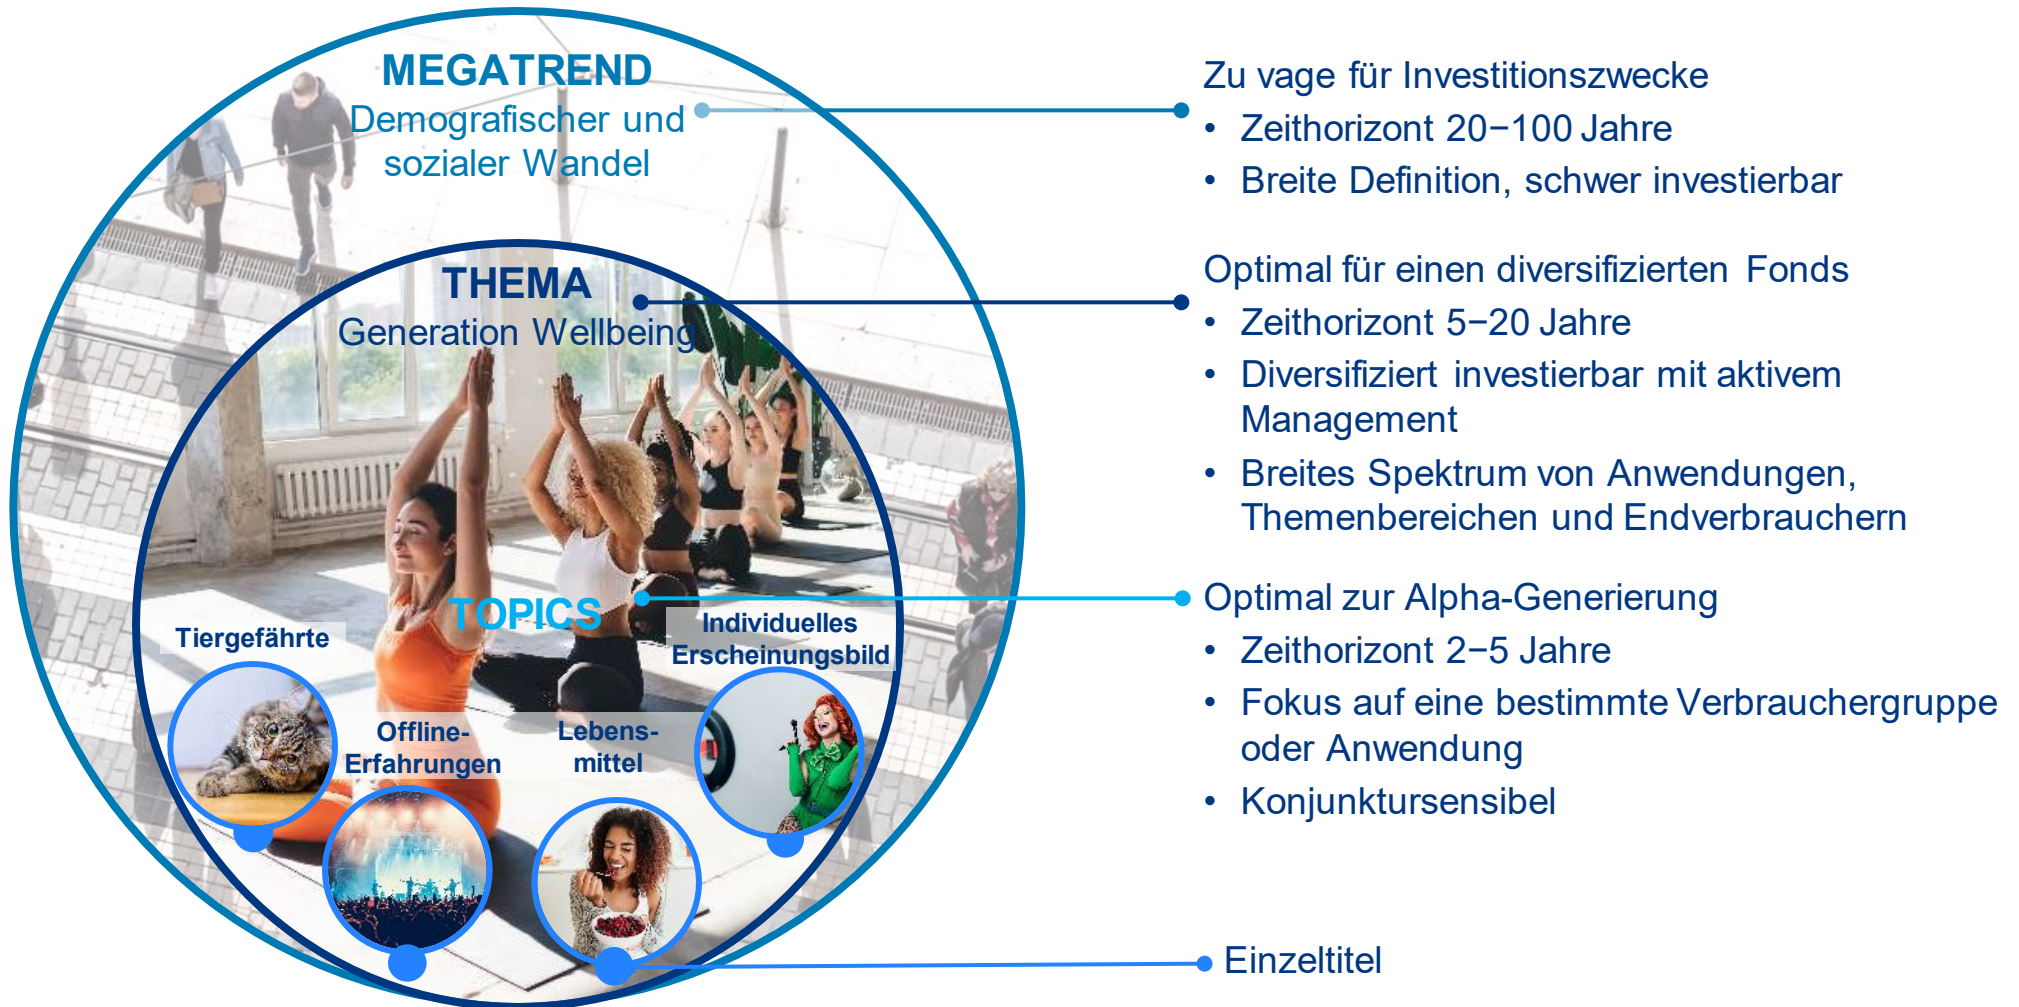 MEGATREND
Demografischer und
sozialer Wandel
THEMA
Generation Wellbeing
TOPICS
Tiergefährte
Individuelles
Erscheinungsbild
Offline-
Erfahrungen
Lebens-
mittel
Zu vage für Investitionszwecke
• Zeithorizont 20−100 Jahre
• Breite Definition, schwer investierbar
Optimal für einen diversifizierten Fonds
• Zeithorizont 5−20 Jahre
• Diversifiziert investierbar mit aktivem
Management
• Breites Spektrum von Anwendungen,
Themenbereichen und Endverbrauchern
Optimal zur Alpha-Generierung
• Zeithorizont 2−5 Jahre
• Fokus auf eine bestimmte Verbrauchergruppe
oder Anwendung
• Konjunktursensibel
Einzeltitel